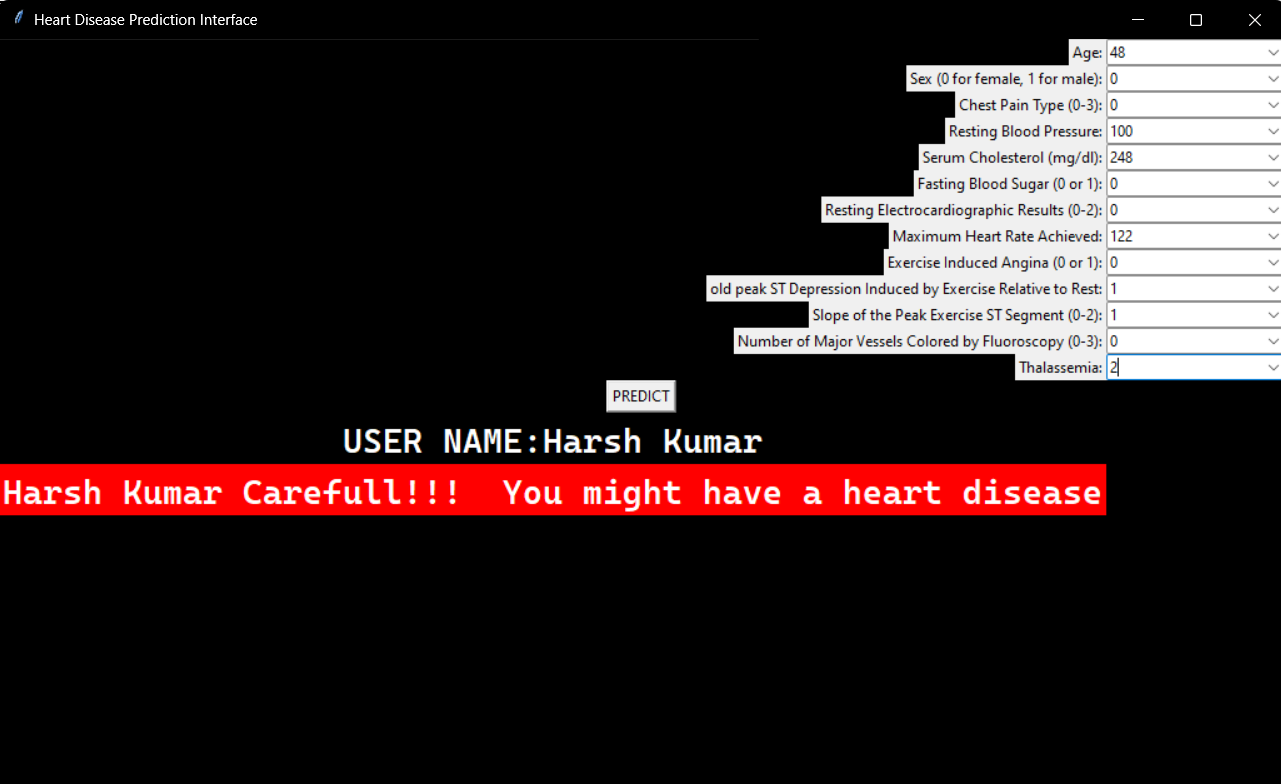 Heart Disease Prediction Interface
Age: 48
Sex (0 for female, 1 for male): 0
Chest Pain Type (0-3): 0
Resting Blood Pressure: 100
Serum Cholesterol (mg/dl): 248
Fasting Blood Sugar (0 or 1): 0
Resting Electrocardiographic Results (0-2): 0
Maximum Heart Rate Achieved: 122
Exercise Induced Angina (0 or 1): 0
old peak ST Depression Induced by Exercise Relative to Rest: 1
Slope of the Peak Exercise ST Segment (0-2): 1
Number of Major Vessels Colored by Fluoroscopy (0-3): 0
Thalassemia: 2
PREDICT
USER NAME:Harsh Kumar
Harsh Kumar Carefull!!!  You might have a heart disease